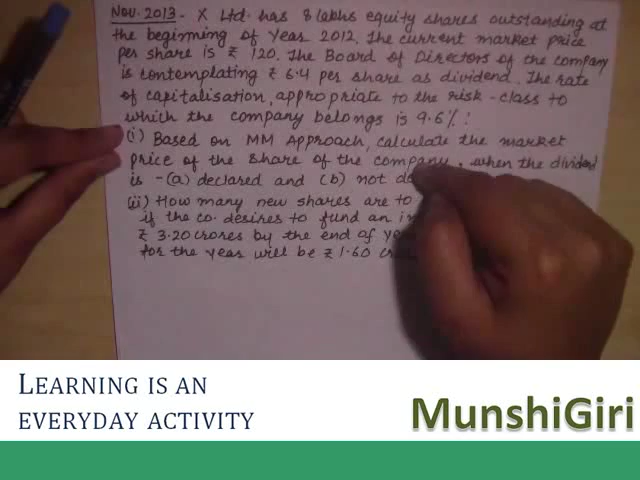 Nov. 2013 - X Ltd. has 8 lakhs equity shares outstanding at
the beginning of Year 2012. The current market price
per share is ₹ 120. The Board of Directors of the company
is contemplating ₹ 6.4 per share as dividend. The rate
of capitalisation, appropriate to the risk-class to
which the company belongs is 9.6%:
(i) Based on MM Approach, calculate the market
price of the share of the company, when the dividend
is - (a) declared and (b) not
(ii) How many new shares are to
if the co. desires to fund an
₹ 3.20 crores by the end of
for the year will be ₹ 1.60
LEARNING IS AN
EVERYDAY ACTIVITY
MunshiGiri